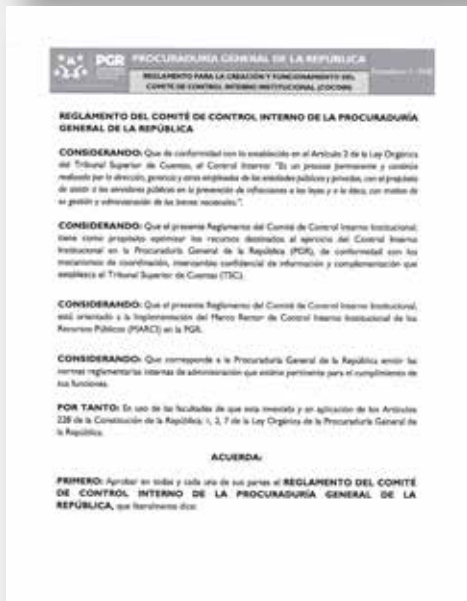 PGR PROCURADURÍA GENERAL DE LA REPÚBLICA
REGLAMENTO PARA LA CREACIÓN Y FUNCIONAMIENTO DEL
COMITÉ DE CONTROL INTERNO INSTITUCIONAL (COCOIN)
REGLAMENTO DEL COMITÉ DE CONTROL INTERNO DE LA PROCURADURÍA
GENERAL DE LA REPÚBLICA
CONSIDERANDO: Que de conformidad con lo establecido en el Artículo 2 de la Ley Orgánica
del Tribunal Superior de Cuentas, el Control Interno: "Es un proceso permanente y continuo
realizado por la dirección, gerencia y otros empleados de las entidades públicas y privadas, con el propósito
de asistir a los servidores públicos en la prevención de infracciones a las leyes y a la ética, con motivo de
su gestión y administración de los bienes nacionales.".
CONSIDERANDO: Que el presente Reglamento del Comité de Control Interno Institucional,
tiene como propósito optimizar los recursos destinados al ejercicio del Control Interno
Institucional en la Procuraduría General de la República (PGR), de conformidad con los
mecanismos de coordinación, intercambio confidencial de información y complementación que
establezca el Tribunal Superior de Cuentas (TSC).
CONSIDERANDO: Que el presente Reglamento del Comité de Control Interno Institucional,
está orientado a la Implementación del Marco Rector de Control Interno Institucional de los
Recursos Públicos (MARCI) en la PGR.
CONSIDERANDO: Que corresponde a la Procuraduría General de la República emitir las
normas reglamentarias internas de administración que estime pertinente para el cumplimiento de
sus funciones.
POR TANTO: En uso de las facultades de que esta investida y en aplicación de los Artículos
228 de la Constitución de la República; 1, 2, 7 de la Ley Orgánica de la Procuraduría General de
la República.
ACUERDA:
PRIMERO: Aprobar en todas y cada una de sus partes el REGLAMENTO DEL COMITÉ
DE CONTROL INTERNO DE LA PROCURADURÍA GENERAL DE LA
REPÚBLICA, que literalmente dice: